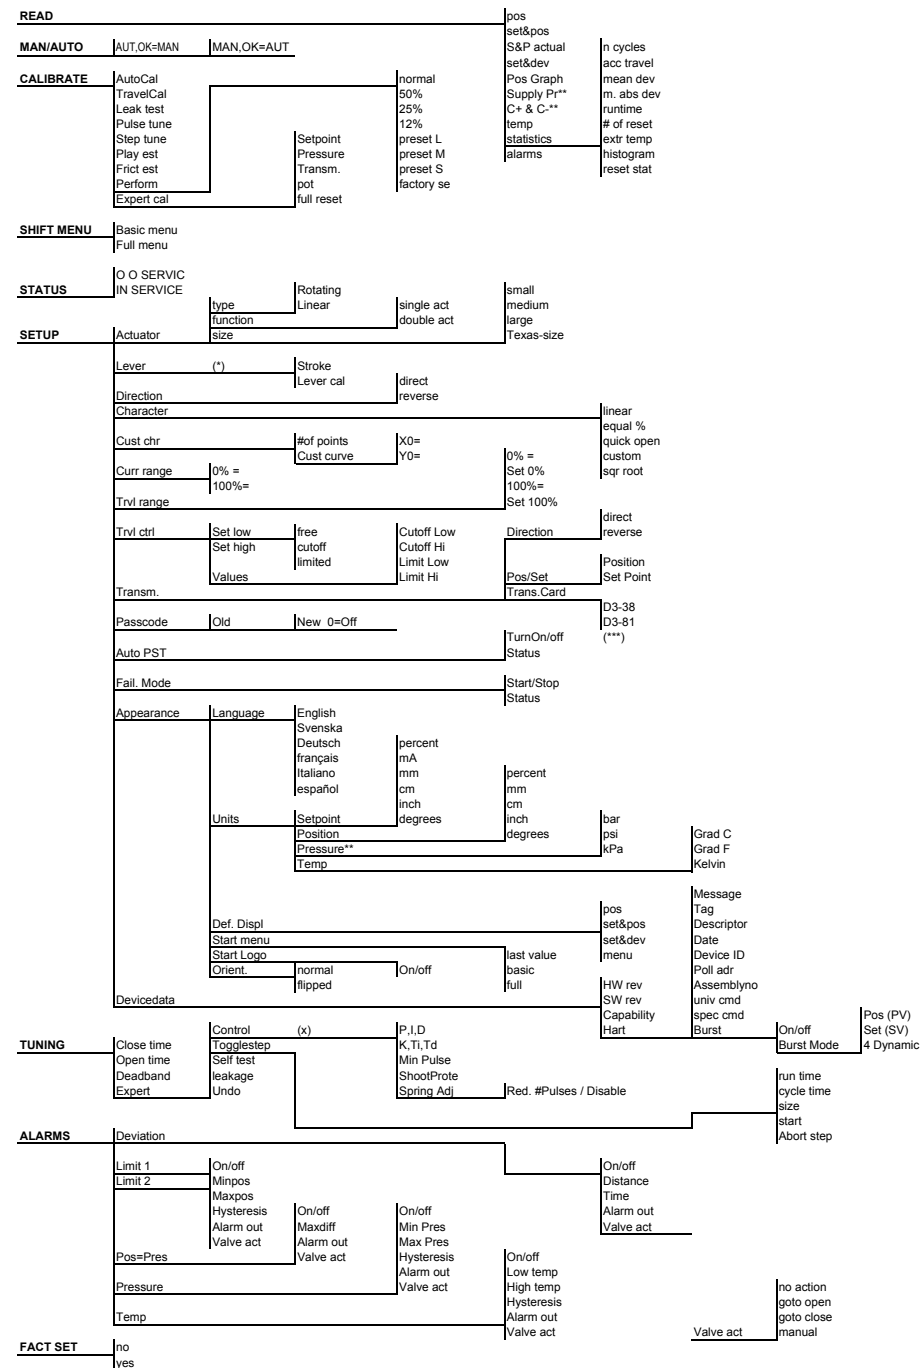 READ pos
set&pos
MAN/AUTO AUT,OK=MAN MAN,OK=AUT S&P actual n cycles
set&dev acc travel
CALIBRATE AutoCal normal Pos Graph mean dev
TravelCal 50% Supply Pr** m. abs dev
Leak test 25% C+ & C-** runtime
Pulse tune 12% temp # of reset
Step tune Setpoint preset L statistics extr temp
Play est Pressure preset M alarms histogram
Frict est Transm. preset S reset stat
Perform pot factory se
Expert cal full reset
SHIFT MENU Basic menu
Full menu
O O SERVIC
STATUS IN SERVICE Rotating small
type Linear single act medium
function double act large
SETUP Actuator size Texas-size
Lever (*) Stroke
Lever cal direct
Direction reverse
Character linear
equal %
Cust chr #of points X0= quick open
Cust curve Y0= 0% = custom
Curr range 0% = Set 0% sqr root
100%= 100%=
Trvl range Set 100%
direct
Trvl ctrl Set low free Cutoff Low Direction reverse
Set high cutoff Cutoff Hi
limited Limit Low Position
Values Limit Hi Pos/Set Set Point
Transm. Trans.Card
D3-38
Passcode Old New 0=Off D3-81
TurnOn/off (***)
Auto PST Status
Fail. Mode Start/Stop
Status
Appearance Language English
Svenska
Deutsch percent
français mA
Italiano mm percent
español cm mm
inch cm
Units Setpoint degrees inch bar
Position degrees psi Grad C
Pressure** kPa Grad F
Temp Kelvin
Message
pos Tag
Def. Displ set&pos Descriptor
Start menu set&dev Date
Start Logo last value menu Device ID
Orient. normal On/off basic Poll adr
flipped full HW rev Assemblyno
Devicedata SW rev univ cmd
Capability spec cmd Pos (PV)
Control (x) P,I,D Hart Burst On/off Set (SV)
TUNING Close time Togglestep K,Ti,Td Burst Mode 4 Dynamic
Open time Self test Min Pulse
Deadband leakage ShootProte run time
Expert Undo Spring Adj Red. #Pulses / Disable cycle time
size
start
ALARMS Deviation Abort step
Limit 1 On/off On/off
Limit 2 Minpos Distance
Maxpos Time
Hysteresis On/off On/off Alarm out
Alarm out Maxdiff Min Pres Valve act
Valve act Alarm out Max Pres
Pos=Pres Valve act Hysteresis On/off
Alarm out Low temp
Pressure Valve act High temp no action
Hysteresis goto open
Temp Alarm out goto close
Valve act Valve act manual
FACT SET no
yes